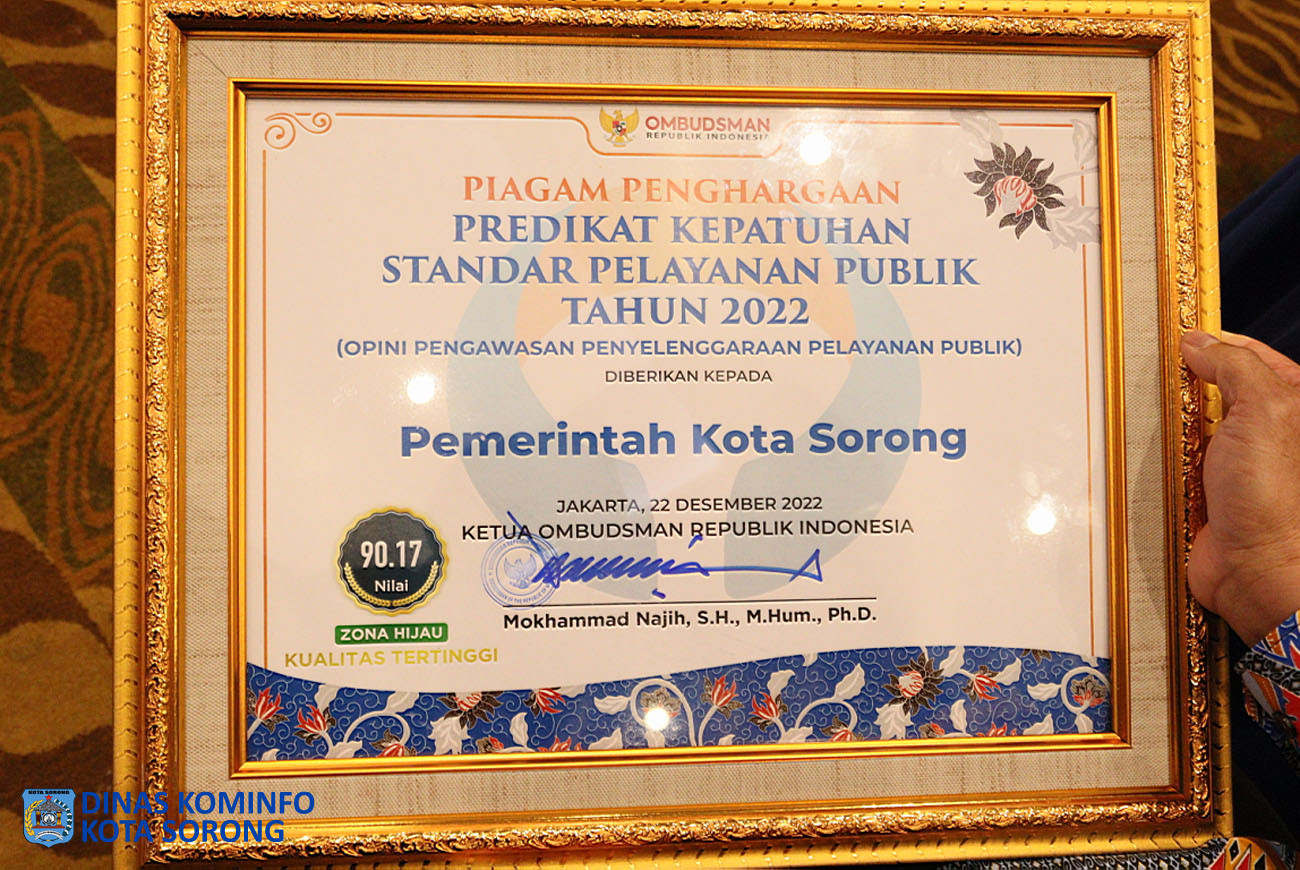 OMBUDSMAN
REPUBLIK INDONESIA
PIAGAM PENGHARGAAN
PREDIKAT KEPATUHAN
STANDAR PELAYANAN PUBLIK
TAHUN 2022
(OPINI PENGAWASAN PENYELENGGARAAN PELAYANAN PUBLIK)
DIBERIKAN KEPADA
Pemerintah Kota Sorong
JAKARTA, 22 DESEMBER 2022
KETUA OMBUDSMAN REPUBLIK INDONESIA
Mokhammad Najih, S.H., M.Hum., Ph.D.
90.17
Nilai
ZONA HIJAU
KUALITAS TERTINGGI
KOTA SORONG
DINAS KOMINFO
KOTA SORONG